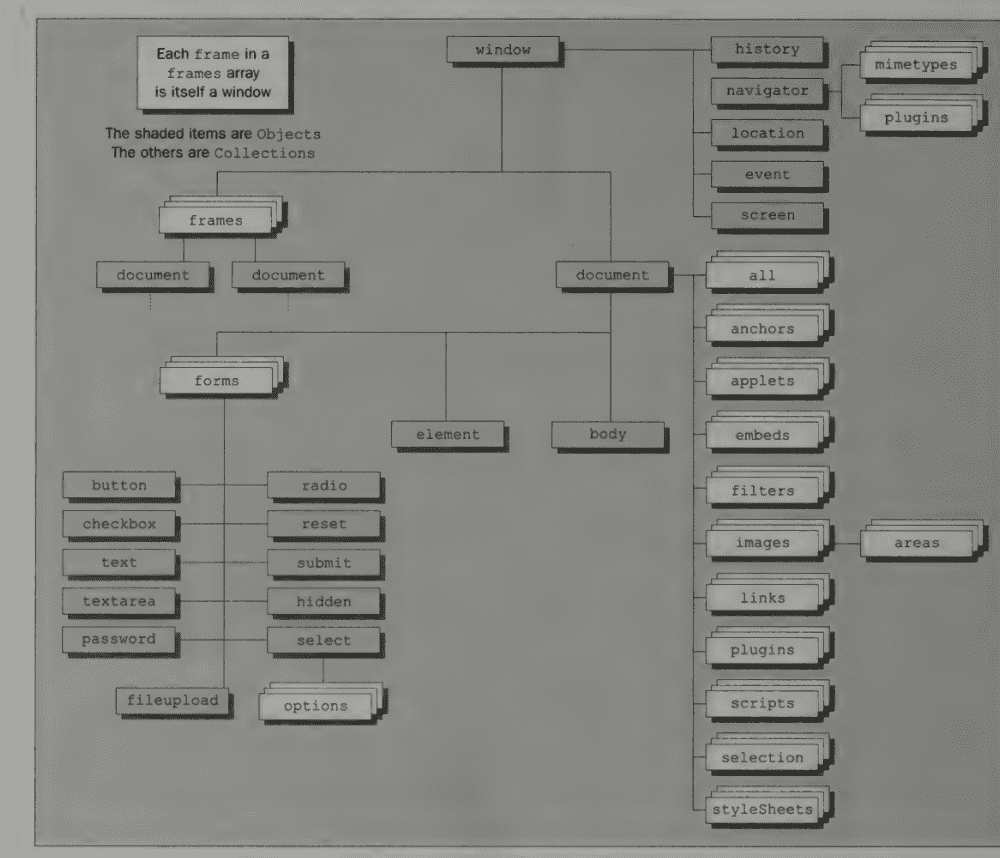 Each frame in a
frames array
is itself a window
The shaded items are Objects
The others are Collections
window
history
navigator
mimetypes
plugins
location
event
screen
frames
document
document
document
all
anchors
applets
embeds
filters
images
areas
links
plugins
scripts
selection
styleSheets
forms
element
body
button
radio
checkbox
reset
text
submit
textarea
hidden
password
select
fileupload
options